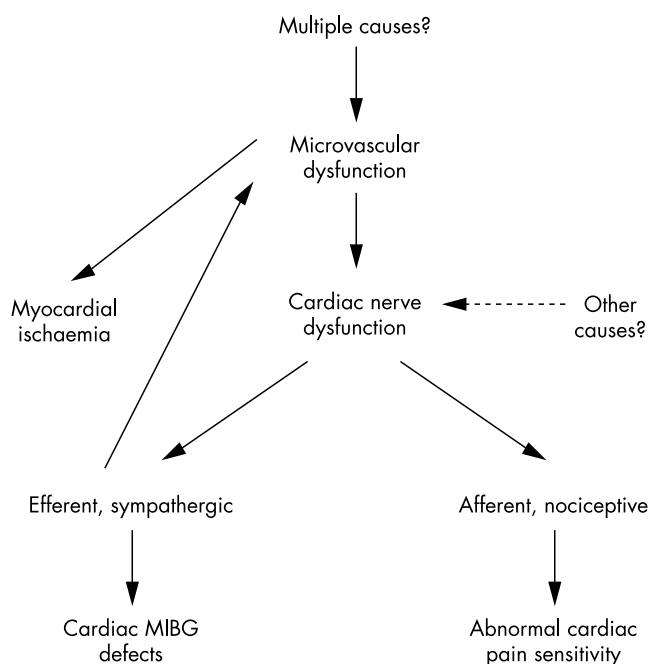 Multiple causes?
Microvascular
dysfunction
Myocardial
ischaemia
Cardiac nerve
dysfunction
Other
causes?
Efferent, sympathergic
Afferent, nociceptive
Cardiac MIBG
defects
Abnormal cardiac
pain sensitivity